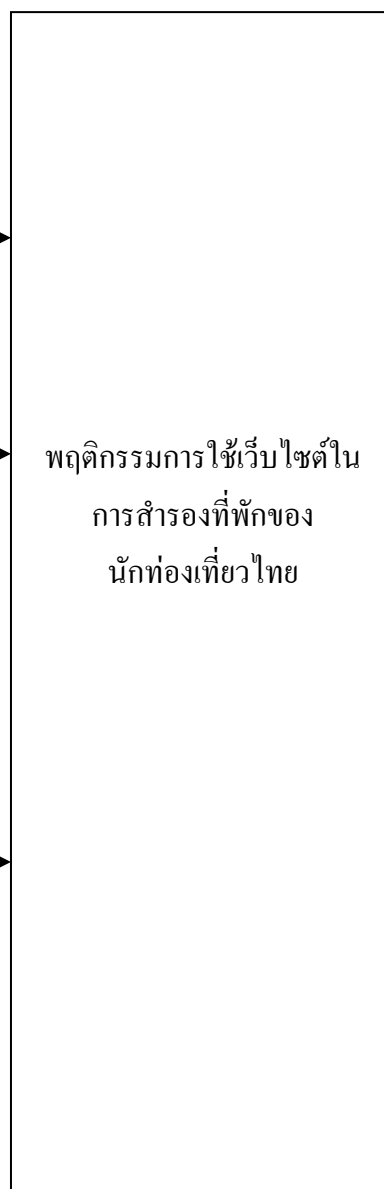 พฤติกรรมการใช้เว็บไซต์ใน
การสำรองที่พักของ
นักท่องเที่ยวไทย